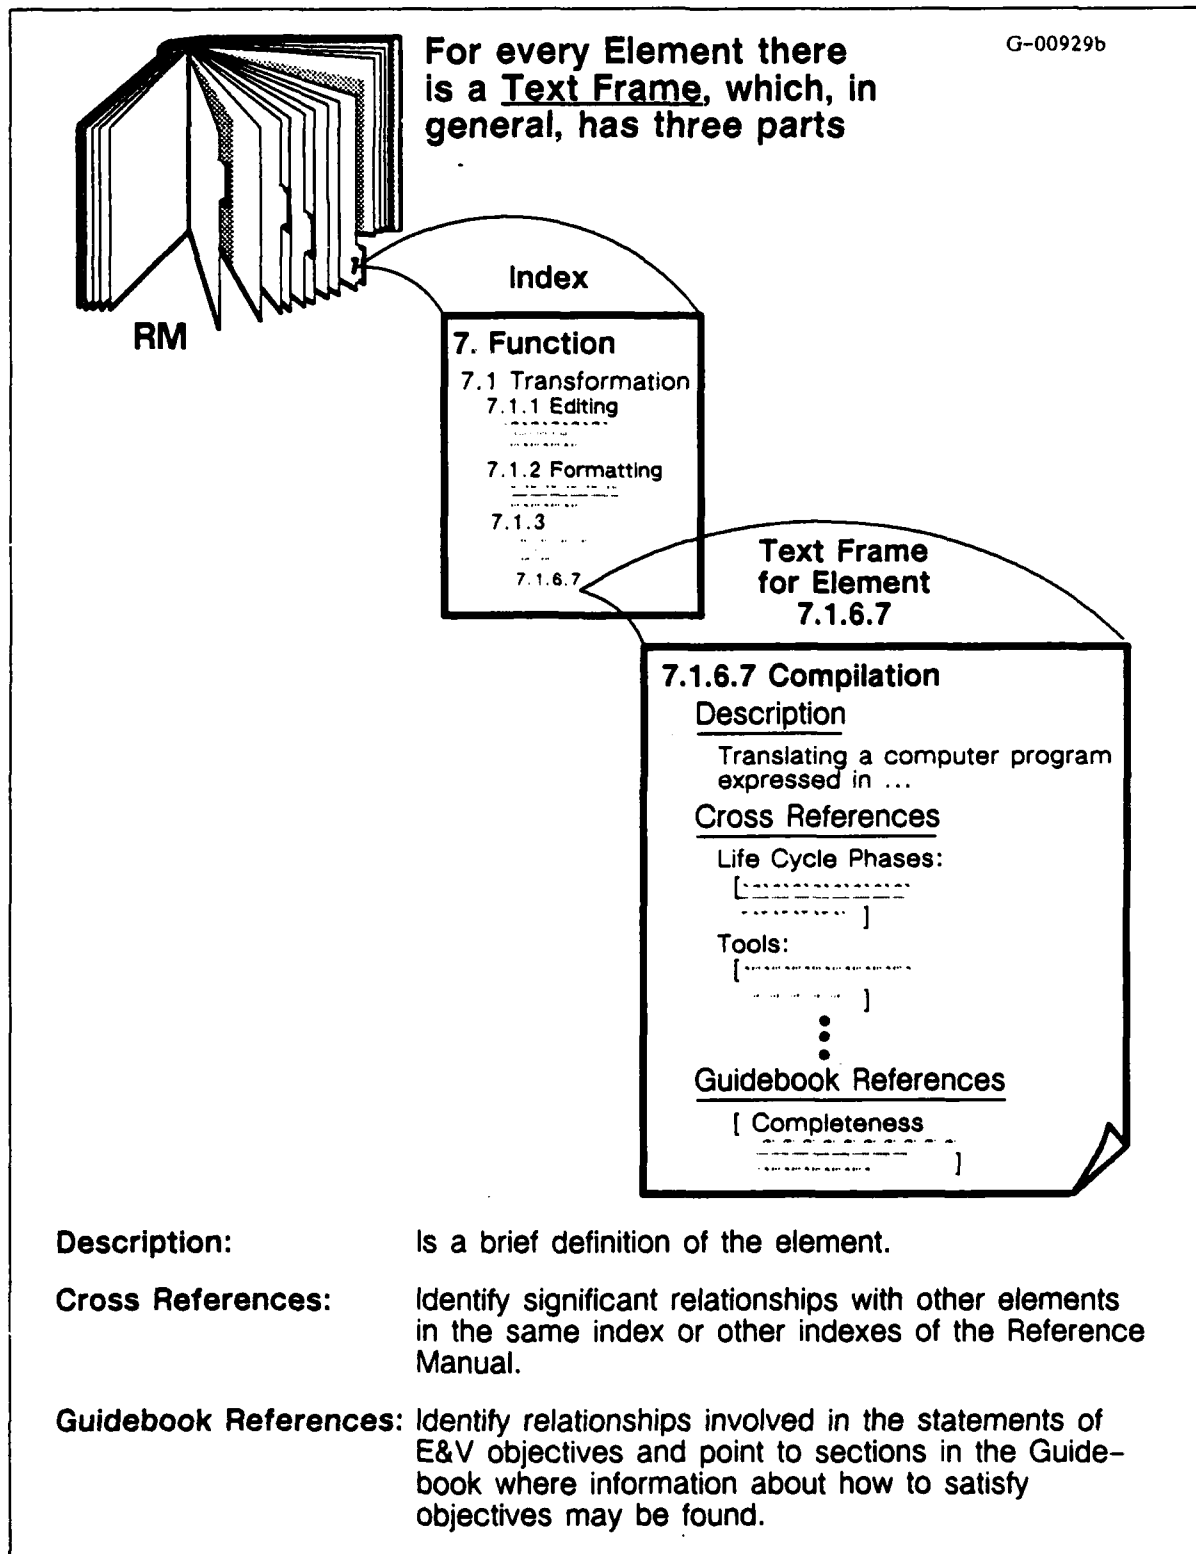 For every Element there
is a Text Frame, which, in
general, has three parts
G-00929b
RM
7
Index
7. Function
7.1 Transformation
7.1.1 Editing
7.1.2 Formatting
7.1.3
7.1.6.7
Text Frame
for Element
7.1.6.7
7.1.6.7 Compilation
Description
Translating a computer program
expressed in ...
Cross References
Life Cycle Phases:
[
]
Tools:
[
]
Guidebook References
[ Completeness
]
Description: Is a brief definition of the element.
Cross References: Identify significant relationships with other elements
in the same index or other indexes of the Reference
Manual.
Guidebook References: Identify relationships involved in the statements of
E&V objectives and point to sections in the Guide-
book where information about how to satisfy
objectives may be found.